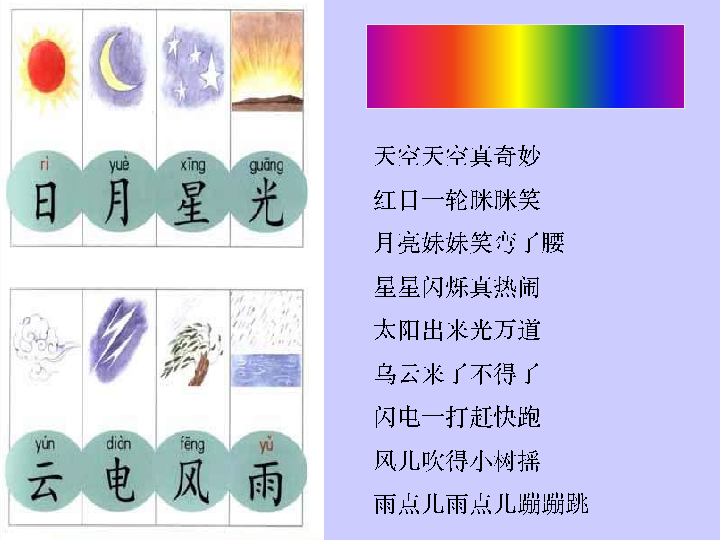 rì yuè xīng guāng
日 月 星 光
yún diàn fēng yǔ
云 电 风 雨
天空天空真奇妙
红日一轮眯眯笑
月亮妹妹笑弯了腰
星星闪烁真热闹
太阳出来光万道
乌云来了不得了
闪电一打赶快跑
风儿吹得小树摇
雨点儿雨点儿蹦蹦跳